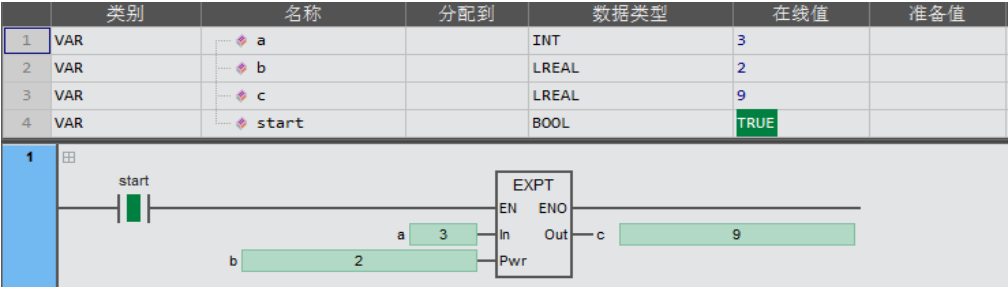 类别 名称 分配到 数据类型 在线值 准备值
1 VAR a INT 3
2 VAR b LREAL 2
3 VAR c LREAL 9
4 VAR start BOOL TRUE
1
start
EXPT
EN ENO
a 3 In Out c 9
b 2 Pwr